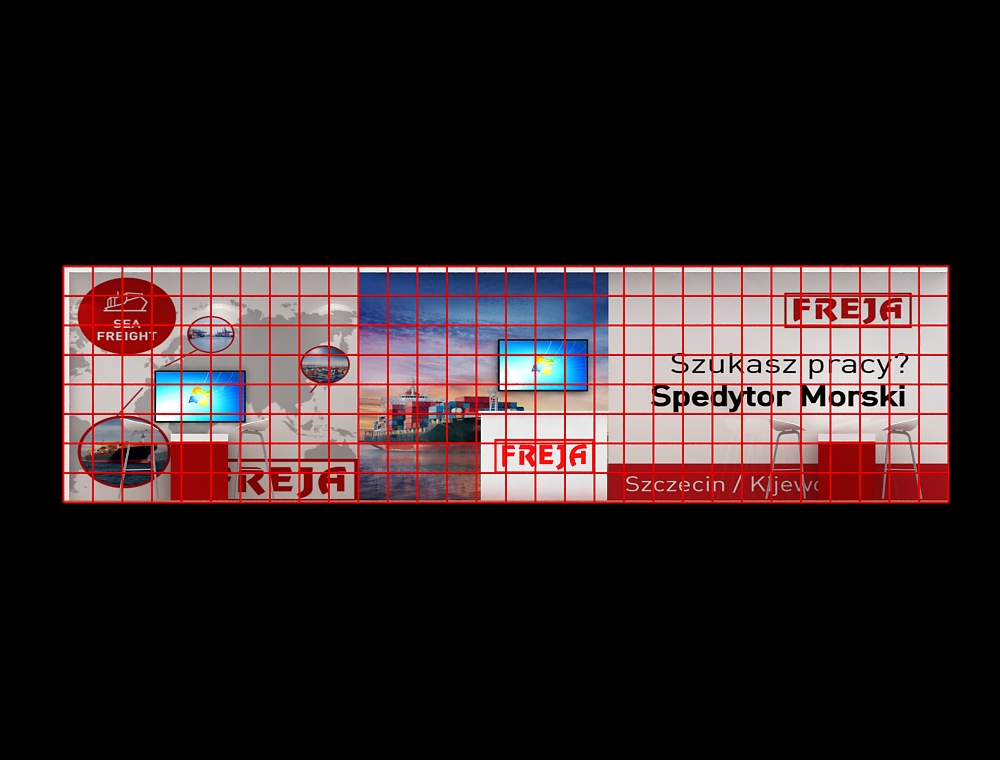 SEA
FREIGHT
FREJA
FREJA
FREJA
Szukasz pracy?
Spedytor Morski
Szczecin / Kijewo